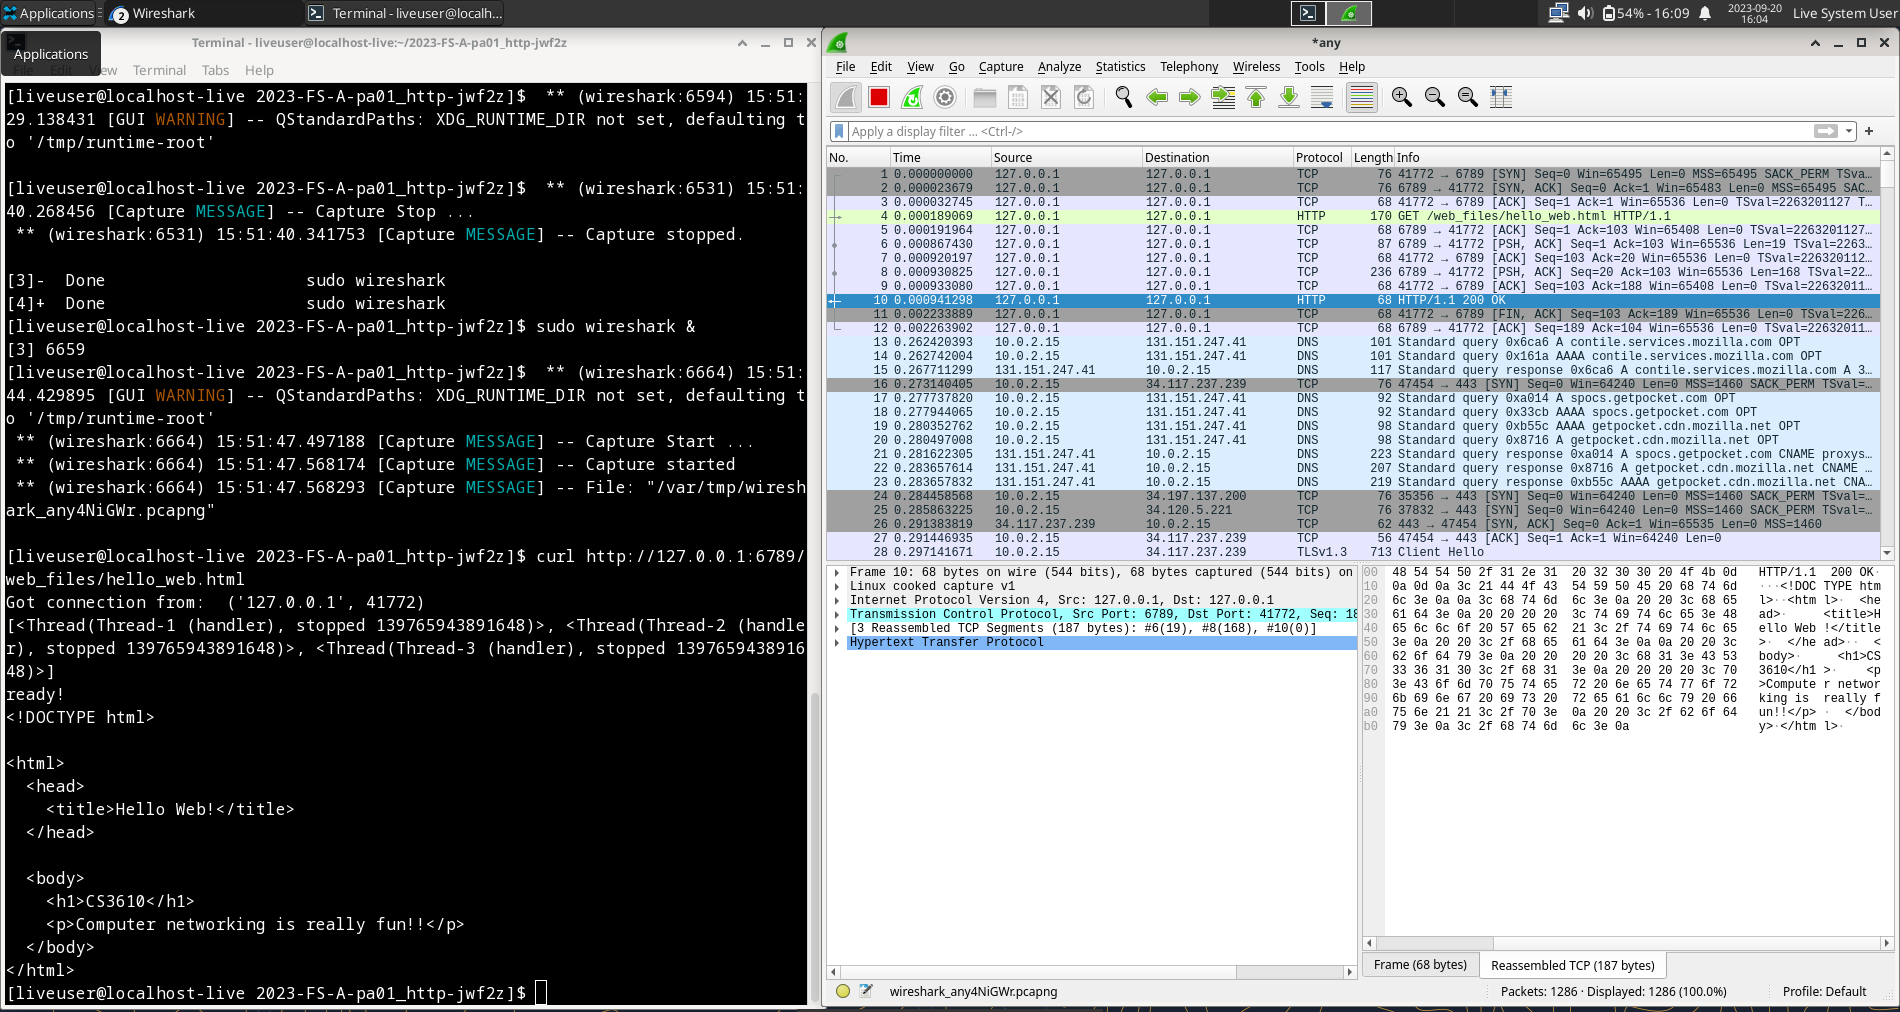 Applications
2 Wireshark
Terminal - liveuser@localh...
54% - 16:09
2023-09-20
16:04
Live System User
Terminal - liveuser@localhost-live:~/2023-FS-A-pa01_http-jwf2z
Applications
File Edit View Terminal Tabs Help
[liveuser@localhost-live 2023-FS-A-pa01_http-jwf2z]$  ** (wireshark:6594) 15:51:
29.138431 [GUI WARNING] -- QStandardPaths: XDG_RUNTIME_DIR not set, defaulting t
o '/tmp/runtime-root'
[liveuser@localhost-live 2023-FS-A-pa01_http-jwf2z]$  ** (wireshark:6531) 15:51:
40.268456 [Capture MESSAGE] -- Capture Stop ...
 ** (wireshark:6531) 15:51:40.341753 [Capture MESSAGE] -- Capture stopped.
[3]-  Done                    sudo wireshark
[4]+  Done                    sudo wireshark
[liveuser@localhost-live 2023-FS-A-pa01_http-jwf2z]$ sudo wireshark &
[3] 6659
[liveuser@localhost-live 2023-FS-A-pa01_http-jwf2z]$  ** (wireshark:6664) 15:51:
44.429895 [GUI WARNING] -- QStandardPaths: XDG_RUNTIME_DIR not set, defaulting t
o '/tmp/runtime-root'
 ** (wireshark:6664) 15:51:47.497188 [Capture MESSAGE] -- Capture Start ...
 ** (wireshark:6664) 15:51:47.568174 [Capture MESSAGE] -- Capture started
 ** (wireshark:6664) 15:51:47.568293 [Capture MESSAGE] -- File: "/var/tmp/wiresh
ark_any4NiGWr.pcapng"
[liveuser@localhost-live 2023-FS-A-pa01_http-jwf2z]$ curl http://127.0.0.1:6789/
web_files/hello_web.html
Got connection from:  ('127.0.0.1', 41772)
[<Thread(Thread-1 (handler), stopped 139765943891648)>, <Thread(Thread-2 (handle
r), stopped 139765943891648)>, <Thread(Thread-3 (handler), stopped 1397659438916
48)>]
ready!
<!DOCTYPE html>
<html>
  <head>
    <title>Hello Web!</title>
  </head>
  <body>
    <h1>CS3610</h1>
    <p>Computer networking is really fun!!</p>
  </body>
</html>
[liveuser@localhost-live 2023-FS-A-pa01_http-jwf2z]$
*any
File Edit View Go Capture Analyze Statistics Telephony Wireless Tools Help
Apply a display filter ... <Ctrl-/>
No. Time Source Destination Protocol Length Info
1 0.000000000 127.0.0.1 127.0.0.1 TCP 76 41772 → 6789 [SYN] Seq=0 Win=65495 Len=0 MSS=65495 SACK_PERM TSva…
2 0.000023679 127.0.0.1 127.0.0.1 TCP 76 6789 → 41772 [SYN, ACK] Seq=0 Ack=1 Win=65483 Len=0 MSS=65495 SAC…
3 0.000032745 127.0.0.1 127.0.0.1 TCP 68 41772 → 6789 [ACK] Seq=1 Ack=1 Win=65536 Len=0 TSval=2263201127 T…
4 0.000189069 127.0.0.1 127.0.0.1 HTTP 170 GET /web_files/hello_web.html HTTP/1.1
5 0.000191964 127.0.0.1 127.0.0.1 TCP 68 6789 → 41772 [ACK] Seq=1 Ack=103 Win=65408 Len=0 TSval=2263201127…
6 0.000867430 127.0.0.1 127.0.0.1 TCP 87 6789 → 41772 [PSH, ACK] Seq=1 Ack=103 Win=65536 Len=19 TSval=2263…
7 0.000920197 127.0.0.1 127.0.0.1 TCP 68 41772 → 6789 [ACK] Seq=103 Ack=20 Win=65536 Len=0 TSval=226320112…
8 0.000930825 127.0.0.1 127.0.0.1 TCP 236 6789 → 41772 [PSH, ACK] Seq=20 Ack=103 Win=65536 Len=168 TSval=22…
9 0.000933080 127.0.0.1 127.0.0.1 TCP 68 41772 → 6789 [ACK] Seq=103 Ack=188 Win=65408 Len=0 TSval=22632011…
10 0.000941298 127.0.0.1 127.0.0.1 HTTP 68 HTTP/1.1 200 OK
11 0.002233889 127.0.0.1 127.0.0.1 TCP 68 41772 → 6789 [FIN, ACK] Seq=103 Ack=189 Win=65536 Len=0 TSval=226…
12 0.002263902 127.0.0.1 127.0.0.1 TCP 68 6789 → 41772 [ACK] Seq=189 Ack=104 Win=65536 Len=0 TSval=22632011…
13 0.262420393 10.0.2.15 131.151.247.41 DNS 101 Standard query 0x6ca6 A contile.services.mozilla.com OPT
14 0.262742004 10.0.2.15 131.151.247.41 DNS 101 Standard query 0x161a AAAA contile.services.mozilla.com OPT
15 0.267711299 131.151.247.41 10.0.2.15 DNS 117 Standard query response 0x6ca6 A contile.services.mozilla.com A 3…
16 0.273140405 10.0.2.15 34.117.237.239 TCP 76 47454 → 443 [SYN] Seq=0 Win=64240 Len=0 MSS=1460 SACK_PERM TSval=…
17 0.277737820 10.0.2.15 131.151.247.41 DNS 92 Standard query 0xa014 A spocs.getpocket.com OPT
18 0.277944065 10.0.2.15 131.151.247.41 DNS 92 Standard query 0x33cb AAAA spocs.getpocket.com OPT
19 0.280352762 10.0.2.15 131.151.247.41 DNS 98 Standard query 0xb55c AAAA getpocket.cdn.mozilla.net OPT
20 0.280497008 10.0.2.15 131.151.247.41 DNS 98 Standard query 0x8716 A getpocket.cdn.mozilla.net OPT
21 0.281622305 131.151.247.41 10.0.2.15 DNS 223 Standard query response 0xa014 A spocs.getpocket.com CNAME proxys…
22 0.283657614 131.151.247.41 10.0.2.15 DNS 207 Standard query response 0x8716 A getpocket.cdn.mozilla.net CNAME …
23 0.283657832 131.151.247.41 10.0.2.15 DNS 219 Standard query response 0xb55c AAAA getpocket.cdn.mozilla.net CNA…
24 0.284458568 10.0.2.15 34.197.137.200 TCP 76 35356 → 443 [SYN] Seq=0 Win=64240 Len=0 MSS=1460 SACK_PERM TSval=…
25 0.285863225 10.0.2.15 34.120.5.221 TCP 76 37832 → 443 [SYN] Seq=0 Win=64240 Len=0 MSS=1460 SACK_PERM TSval=…
26 0.291383819 34.117.237.239 10.0.2.15 TCP 62 443 → 47454 [SYN, ACK] Seq=0 Ack=1 Win=65535 Len=0 MSS=1460
27 0.291446935 10.0.2.15 34.117.237.239 TCP 56 47454 → 443 [ACK] Seq=1 Ack=1 Win=64240 Len=0
28 0.297141671 10.0.2.15 34.117.237.239 TLSv1.3 713 Client Hello
Frame 10: 68 bytes on wire (544 bits), 68 bytes captured (544 bits) on
Linux cooked capture v1
Internet Protocol Version 4, Src: 127.0.0.1, Dst: 127.0.0.1
Transmission Control Protocol, Src Port: 6789, Dst Port: 41772, Seq: 18
[3 Reassembled TCP Segments (187 bytes): #6(19), #8(168), #10(0)]
Hypertext Transfer Protocol
00 48 54 54 50 2f 31 2e 31 20 32 30 30 20 4f 4b 0d HTTP/1.1 200 OK·
10 0a 0d 0a 3c 21 44 4f 43 54 59 50 45 20 68 74 6d ···<!DOC TYPE htm
20 6c 3e 0a 0a 3c 68 74 6d 6c 3e 0a 20 20 3c 68 65 l>··<htm l>· <he
30 61 64 3e 0a 20 20 20 20 3c 74 69 74 6c 65 3e 48 ad>· <title>H
40 65 6c 6c 6f 20 57 65 62 21 3c 2f 74 69 74 6c 65 ello Web !</title
50 3e 0a 20 20 3c 2f 68 65 61 64 3e 0a 0a 20 20 3c >· </he ad>·· <
60 62 6f 64 79 3e 0a 20 20 20 20 3c 68 31 3e 43 53 body>· <h1>CS
70 33 36 31 30 3c 2f 68 31 3e 0a 20 20 20 20 3c 70 3610</h1 >· <p
80 3e 43 6f 6d 70 75 74 65 72 20 6e 65 74 77 6f 72 >Compute r networ
90 6b 69 6e 67 20 69 73 20 72 65 61 6c 6c 79 20 66 king is really f
a0 75 6e 21 21 3c 2f 70 3e 0a 20 20 3c 2f 62 6f 64 un!!</p> · </bod
b0 79 3e 0a 3c 2f 68 74 6d 6c 3e 0a y>·</htm l>·
Frame (68 bytes)
Reassembled TCP (187 bytes)
wireshark_any4NiGWr.pcapng
Packets: 1286 · Displayed: 1286 (100.0%)
Profile: Default